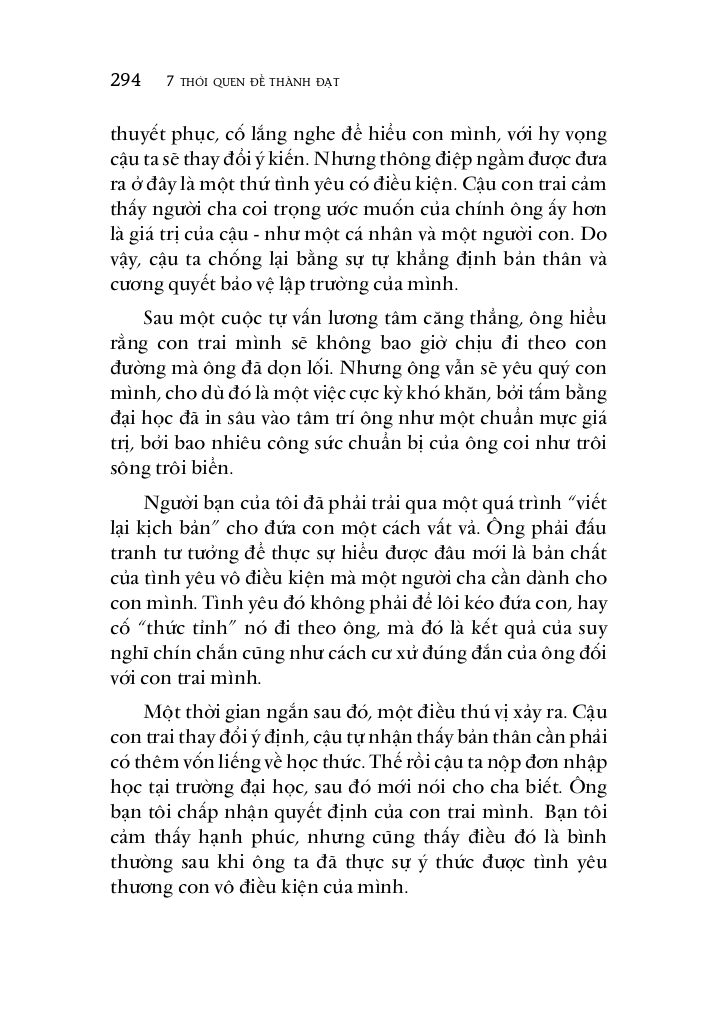 294 7 THÓI QUEN ĐỂ THÀNH ĐẠT
thuyết phục, cố lắng nghe để hiểu con mình, với hy vọng
cậu ta sẽ thay đổi ý kiến. Nhưng thông điệp ngầm được đưa
ra ở đây là một thứ tình yêu có điều kiện. Cậu con trai cảm
thấy người cha coi trọng ước muốn của chính ông ấy hơn
là giá trị của cậu - như một cá nhân và một người con. Do
vậy, cậu ta chống lại bằng sự tự khẳng định bản thân và
cương quyết bảo vệ lập trường của mình.
Sau một cuộc tự vấn lương tâm căng thẳng, ông hiểu
rằng con trai mình sẽ không bao giờ chịu đi theo con
đường mà ông đã dọn lối. Nhưng ông vẫn sẽ yêu quý con
mình, cho dù đó là một việc cực kỳ khó khăn, bởi tấm bằng
đại học đã in sâu vào tâm trí ông như một chuẩn mực giá
trị, bởi bao nhiêu công sức chuẩn bị của ông coi như trôi
sông trôi biển.
Người bạn của tôi đã phải trải qua một quá trình “viết
lại kịch bản” cho đứa con một cách vất vả. Ông phải đấu
tranh tư tưởng để thực sự hiểu được đâu mới là bản chất
của tình yêu vô điều kiện mà một người cha cần dành cho
con mình. Tình yêu đó không phải để lôi kéo đứa con, hay
cố “thức tỉnh” nó đi theo ông, mà đó là kết quả của suy
nghĩ chín chắn cũng như cách cư xử đúng đắn của ông đối
với con trai mình.
Một thời gian ngắn sau đó, một điều thú vị xảy ra. Cậu
con trai thay đổi ý định, cậu tự nhận thấy bản thân cần phải
có thêm vốn liếng về học thức. Thế rồi cậu ta nộp đơn nhập
học tại trường đại học, sau đó mới nói cho cha biết. Ông
bạn tôi chấp nhận quyết định của con trai mình.  Bạn tôi
cảm thấy hạnh phúc, nhưng cũng thấy điều đó là bình
thường sau khi ông ta đã thực sự ý thức được tình yêu
thương con vô điều kiện của mình.